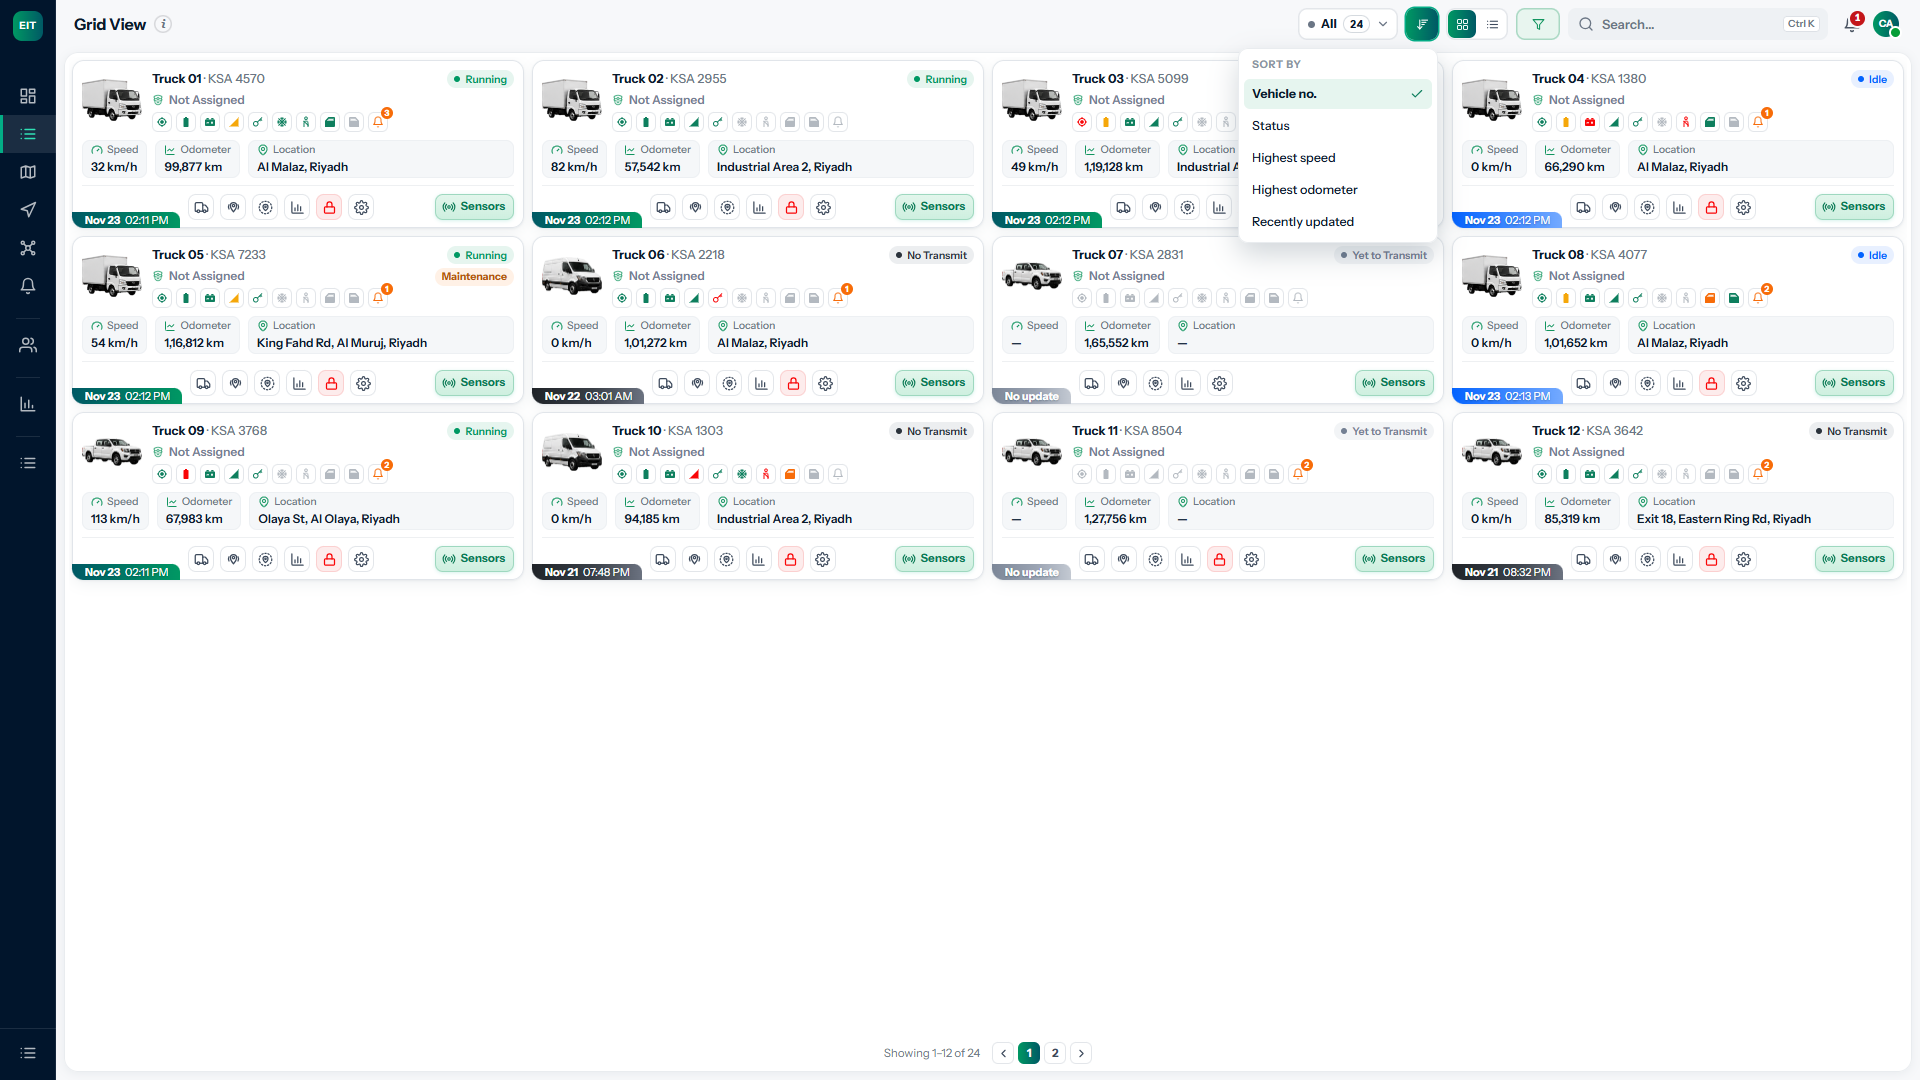 EIT
Grid View
All 24
Search...
Ctrl K
1
CA
SORT BY
Vehicle no.
Status
Highest speed
Highest odometer
Recently updated
Truck 01 · KSA 4570
Running
Not Assigned
3
Speed
32 km/h
Odometer
99,877 km
Location
Al Malaz, Riyadh
Nov 23 02:11 PM
Sensors
Truck 02 · KSA 2955
Running
Not Assigned
Speed
82 km/h
Odometer
57,542 km
Location
Industrial Area 2, Riyadh
Nov 23 02:12 PM
Sensors
Truck 03 · KSA 5099
Not Assigned
Speed
49 km/h
Odometer
1,19,128 km
Location
Industrial A
Nov 23 02:12 PM
Truck 04 · KSA 1380
Idle
Not Assigned
1
Speed
0 km/h
Odometer
66,290 km
Location
Al Malaz, Riyadh
Nov 23 02:12 PM
Sensors
Truck 05 · KSA 7233
Running
Not Assigned
Maintenance
1
Speed
54 km/h
Odometer
1,16,812 km
Location
King Fahd Rd, Al Muruj, Riyadh
Nov 23 02:12 PM
Sensors
Truck 06 · KSA 2218
No Transmit
Not Assigned
1
Speed
0 km/h
Odometer
1,01,272 km
Location
Al Malaz, Riyadh
Nov 22 03:01 AM
Sensors
Truck 07 · KSA 2831
Yet to Transmit
Not Assigned
Speed
—
Odometer
1,65,552 km
Location
—
No update
Sensors
Truck 08 · KSA 4077
Idle
Not Assigned
2
Speed
0 km/h
Odometer
1,01,652 km
Location
Al Malaz, Riyadh
Nov 23 02:13 PM
Sensors
Truck 09 · KSA 3768
Running
Not Assigned
2
Speed
113 km/h
Odometer
67,983 km
Location
Olaya St, Al Olaya, Riyadh
Nov 23 02:11 PM
Sensors
Truck 10 · KSA 1303
No Transmit
Not Assigned
Speed
0 km/h
Odometer
94,185 km
Location
Industrial Area 2, Riyadh
Nov 21 07:48 PM
Sensors
Truck 11 · KSA 8504
Yet to Transmit
Not Assigned
2
Speed
—
Odometer
1,27,756 km
Location
—
No update
Sensors
Truck 12 · KSA 3642
No Transmit
Not Assigned
2
Speed
0 km/h
Odometer
85,319 km
Location
Exit 18, Eastern Ring Rd, Riyadh
Nov 21 08:32 PM
Sensors
Showing 1–12 of 24
1
2